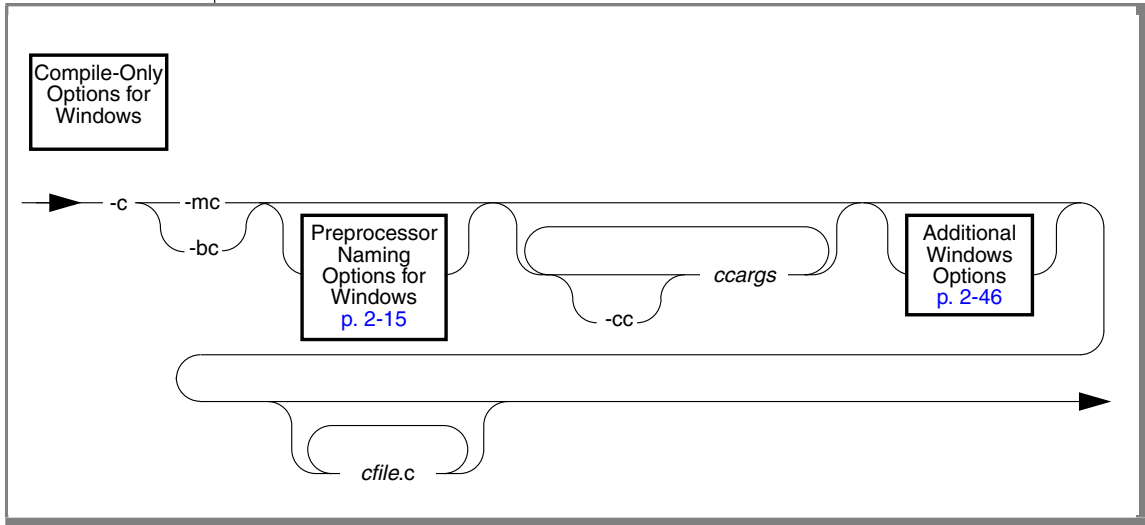 Compile-Only
Options for
Windows
-c
-mc
-bc
Preprocessor
Naming
Options for
Windows
p. 2-15
ccargs
-cc
Additional
Windows
Options
p. 2-46
cfile.c